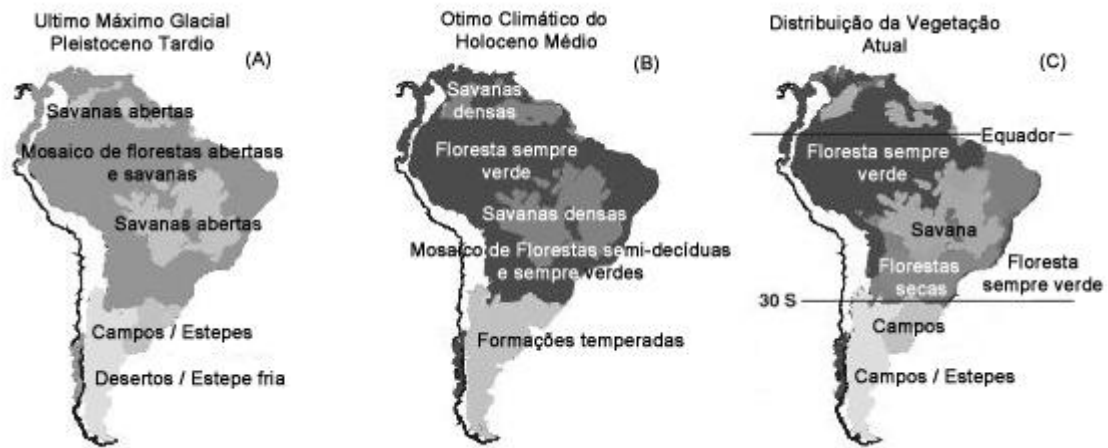 Ultimo Máximo Glacial
Pleistoceno Tardio
(A)
Savanas abertas
Mosaico de florestas abertass
e savanas
Savanas abertas
Campos / Estepes
Desertos / Estepe fria
Otimo Climático do
Holoceno Médio
(B)
Savanas
densas
Floresta sempre
verde
Savanas densas
Mosaico de Florestas semi-decíduas
e sempre verdes
Formações temperadas
Distribuição da Vegetação
Atual
(C)
Equador
Floresta sempre
verde
Savana
Florestas
secas
Floresta
sempre verde
30 S
Campos
Campos / Estepes